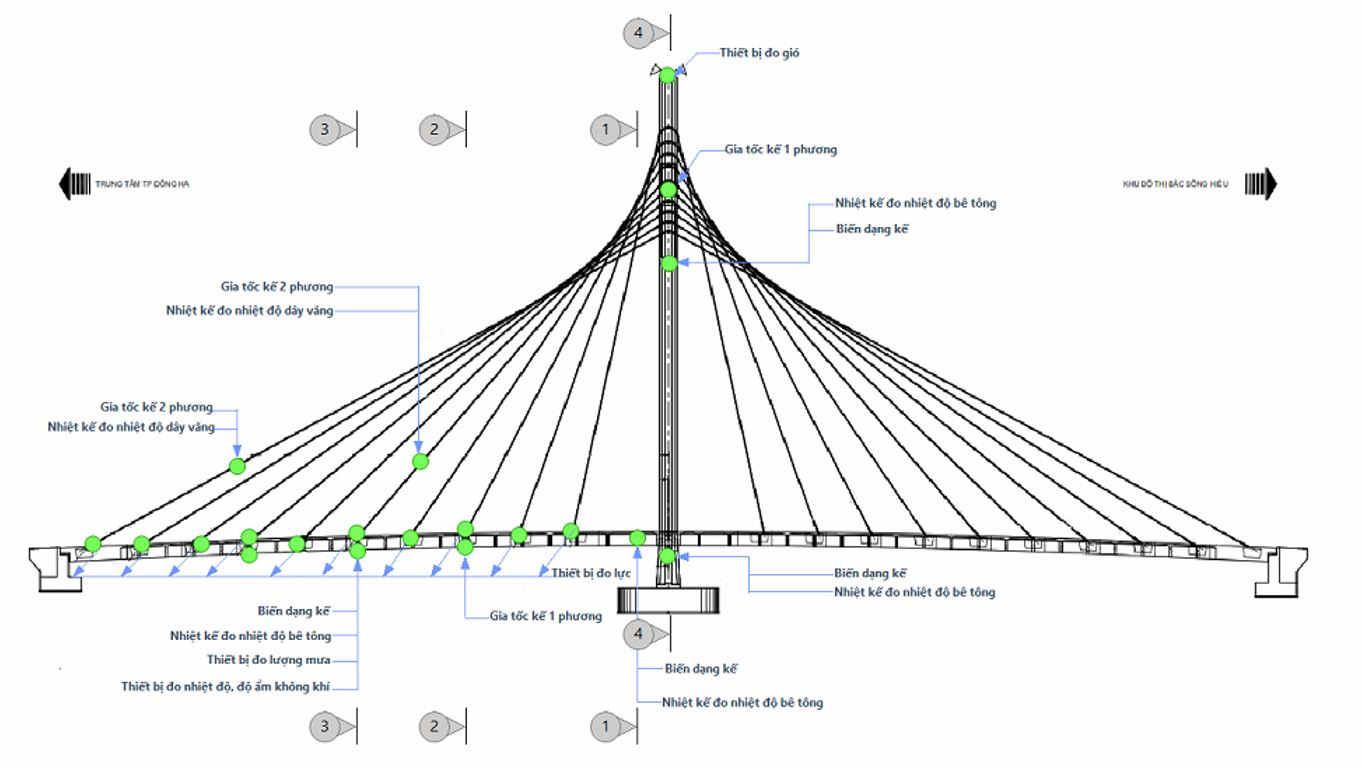 4
Thiết bị đo gió
3
2
1
Gia tốc kế 1 phương
TRUNG TÂM TP ĐÔNG HA
KHU ĐÔ THỊ BẮC SÔNG HIẾU
Nhiệt kế đo nhiệt độ bê tông
Biến dạng kế
Gia tốc kế 2 phương
Nhiệt kế đo nhiệt độ dây văng
Gia tốc kế 2 phương
Nhiệt kế đo nhiệt độ dây văng
Thiết bị đo lực
Biến dạng kế
Nhiệt kế đo nhiệt độ bê tông
Biến dạng kế
Gia tốc kế 1 phương
Nhiệt kế đo nhiệt độ bê tông
4
Thiết bị đo lượng mưa
Biến dạng kế
Thiết bị đo nhiệt độ, độ ẩm không khí
Nhiệt kế đo nhiệt độ bê tông
3
2
1